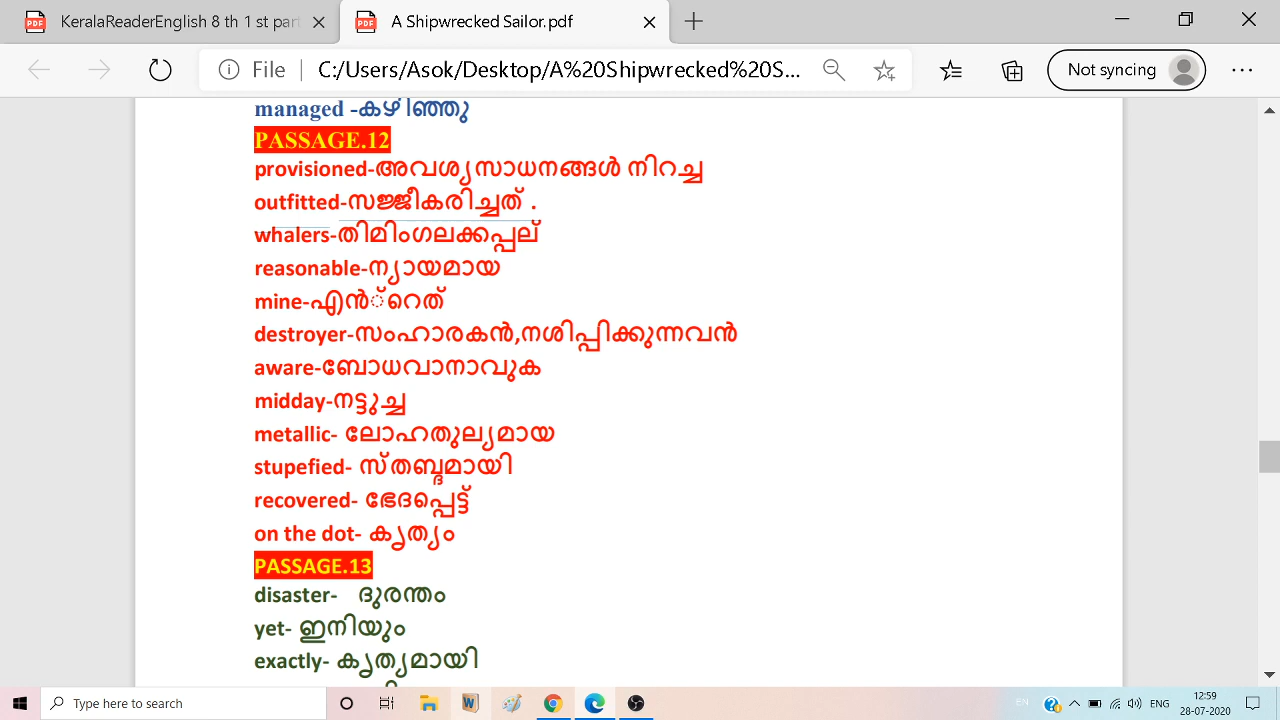 KeralaReaderEnglish 8 th 1 st part
A Shipwrecked Sailor.pdf
File
C:/Users/Asok/Desktop/A%20Shipwrecked%20S...
Not syncing
managed -കഴിഞ്ഞു
PASSAGE.12
provisioned-അവശ്യസാധനങ്ങൾ നിറച്ച
outfitted-സജ്ജീകരിച്ചത് .
whalers-തിമിംഗലക്കപ്പല്
reasonable-ന്യായമായ
mine-എൻ്റെത്
destroyer-സംഹാരകൻ,നശിപ്പിക്കുന്നവൻ
aware-ബോധവാനാവുക
midday-നട്ടുച്ച
metallic- ലോഹതുല്യമായ
stupefied- സ്തബ്ദമായി
recovered- ഭേദപ്പെട്ട്
on the dot- കൃത്യം
PASSAGE.13
disaster- ദുരന്തം
yet- ഇനിയും
exactly- കൃത്യമായി
Type here to search
EN
ENG
12:59
28-07-2020